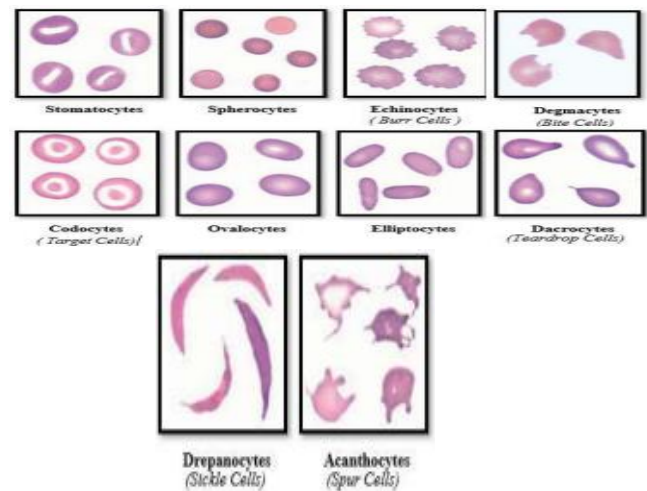 Stomatocytes
Spherocytes
Echinocytes
( Burr Cells )
Degmacytes
(Bite Cells)
Codocytes
( Target Cells)/
Ovalocytes
Elliptocytes
Dacrocytes
(Teardrop Cells)
Drepanocytes
(Sickle Cells)
Acanthocytes
(Spur Cells)